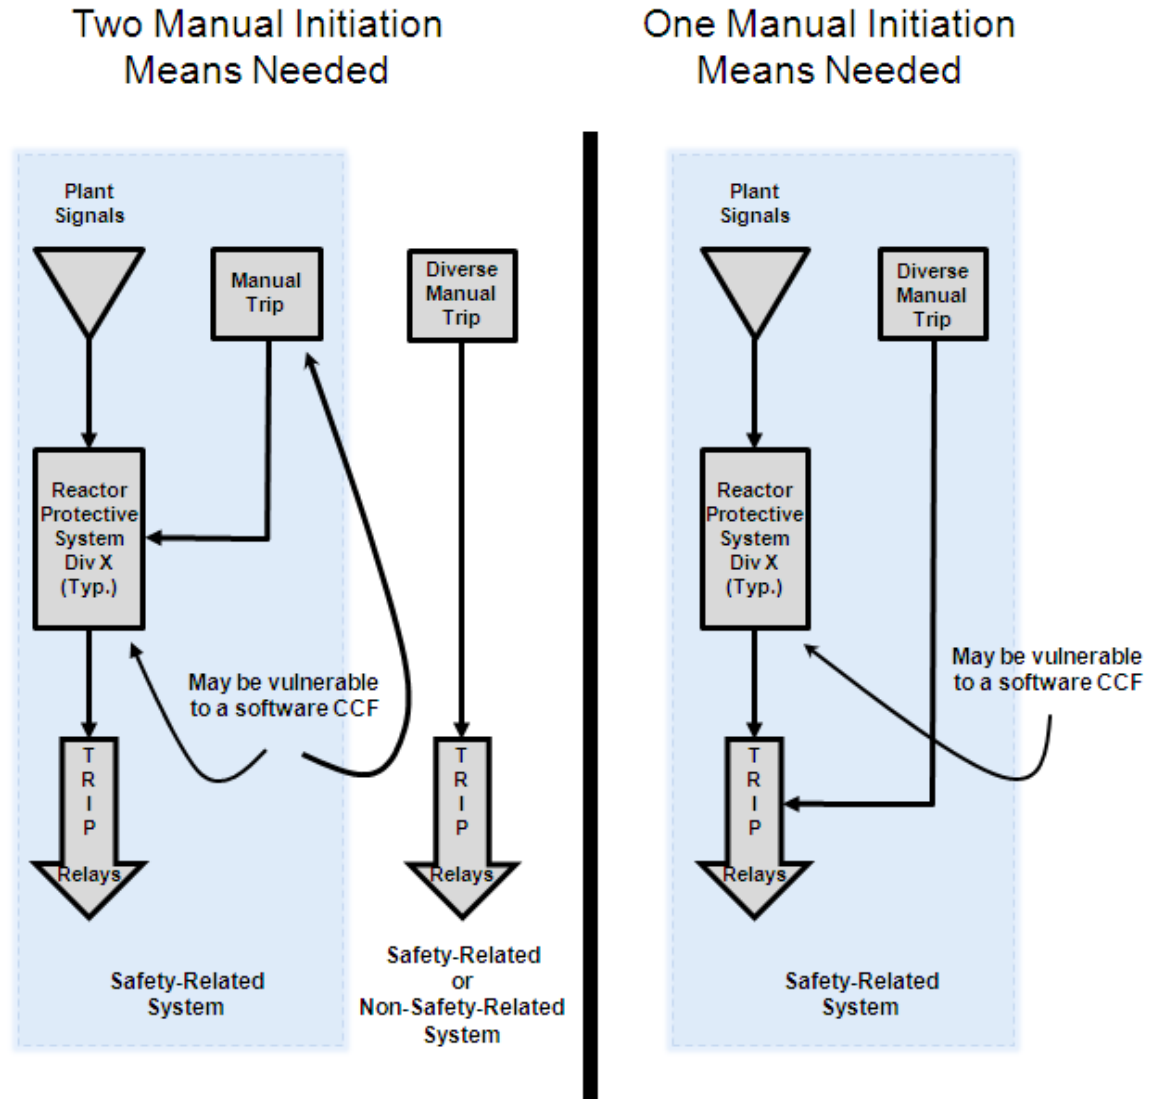 Two Manual Initiation
Means Needed
One Manual Initiation
Means Needed
Plant
Signals
Manual
Trip
Diverse
Manual
Trip
Reactor
Protective
System
Div X
(Typ.)
May be vulnerable
to a software CCF
T
R
I
P
Relays
T
R
I
P
Relays
Safety-Related
System
Safety-Related
or
Non-Safety-Related
System
Plant
Signals
Diverse
Manual
Trip
Reactor
Protective
System
Div X
(Typ.)
May be vulnerable
to a software CCF
T
R
I
P
Relays
Safety-Related
System